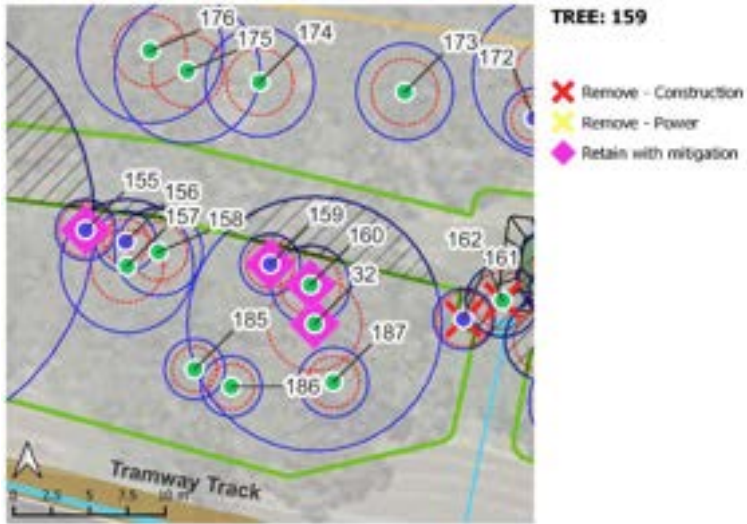 TREE: 159
Remove - Construction
Remove - Power
Retain with mitigation
176
175
174
173
172
155
156
157
158
159
160
32
162
161
185
186
187
Tramway Track
0 2.5 5 7.5 10 m